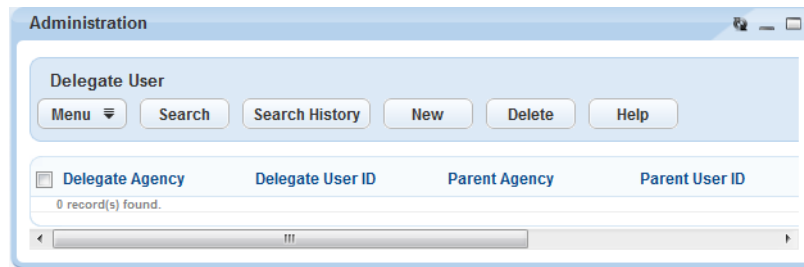 Administration
Delegate User
Menu Search Search History New Delete Help
Delegate Agency Delegate User ID Parent Agency Parent User ID
0 record(s) found.